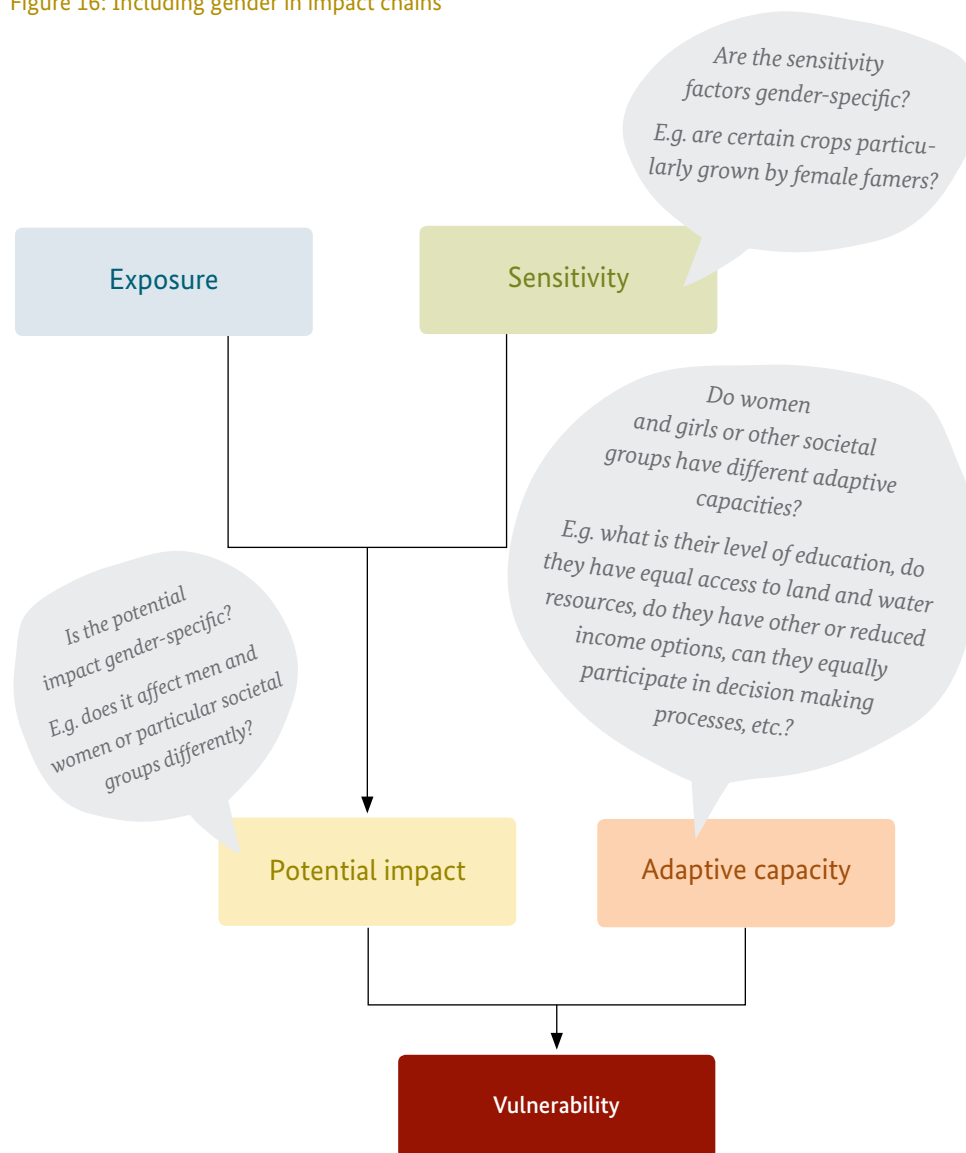 Figure 16: Including gender in impact chains
Are the sensitivity
factors gender-specific?
E.g. are certain crops particu-
larly grown by female famers?
Exposure
Sensitivity
Do women
and girls or other societal
groups have different adaptive
capacities?
E.g. what is their level of education, do
they have equal access to land and water
resources, do they have other or reduced
income options, can they equally
participate in decision making
processes, etc.?
Is the potential
impact gender-specific?
E.g. does it affect men and
women or particular societal
groups differently?
Potential impact
Adaptive capacity
Vulnerability